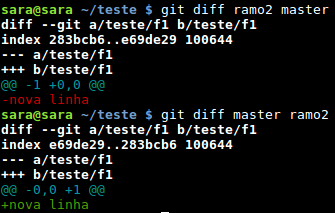 sara@sara ~/teste $ git diff ramo2 master
diff --git a/teste/f1 b/teste/f1
index 283bcb6..e69de29 100644
--- a/teste/f1
+++ b/teste/f1
@@ -1 +0,0 @@
-nova linha
sara@sara ~/teste $ git diff master ramo2
diff --git a/teste/f1 b/teste/f1
index e69de29..283bcb6 100644
--- a/teste/f1
+++ b/teste/f1
@@ -0,0 +1 @@
+nova linha